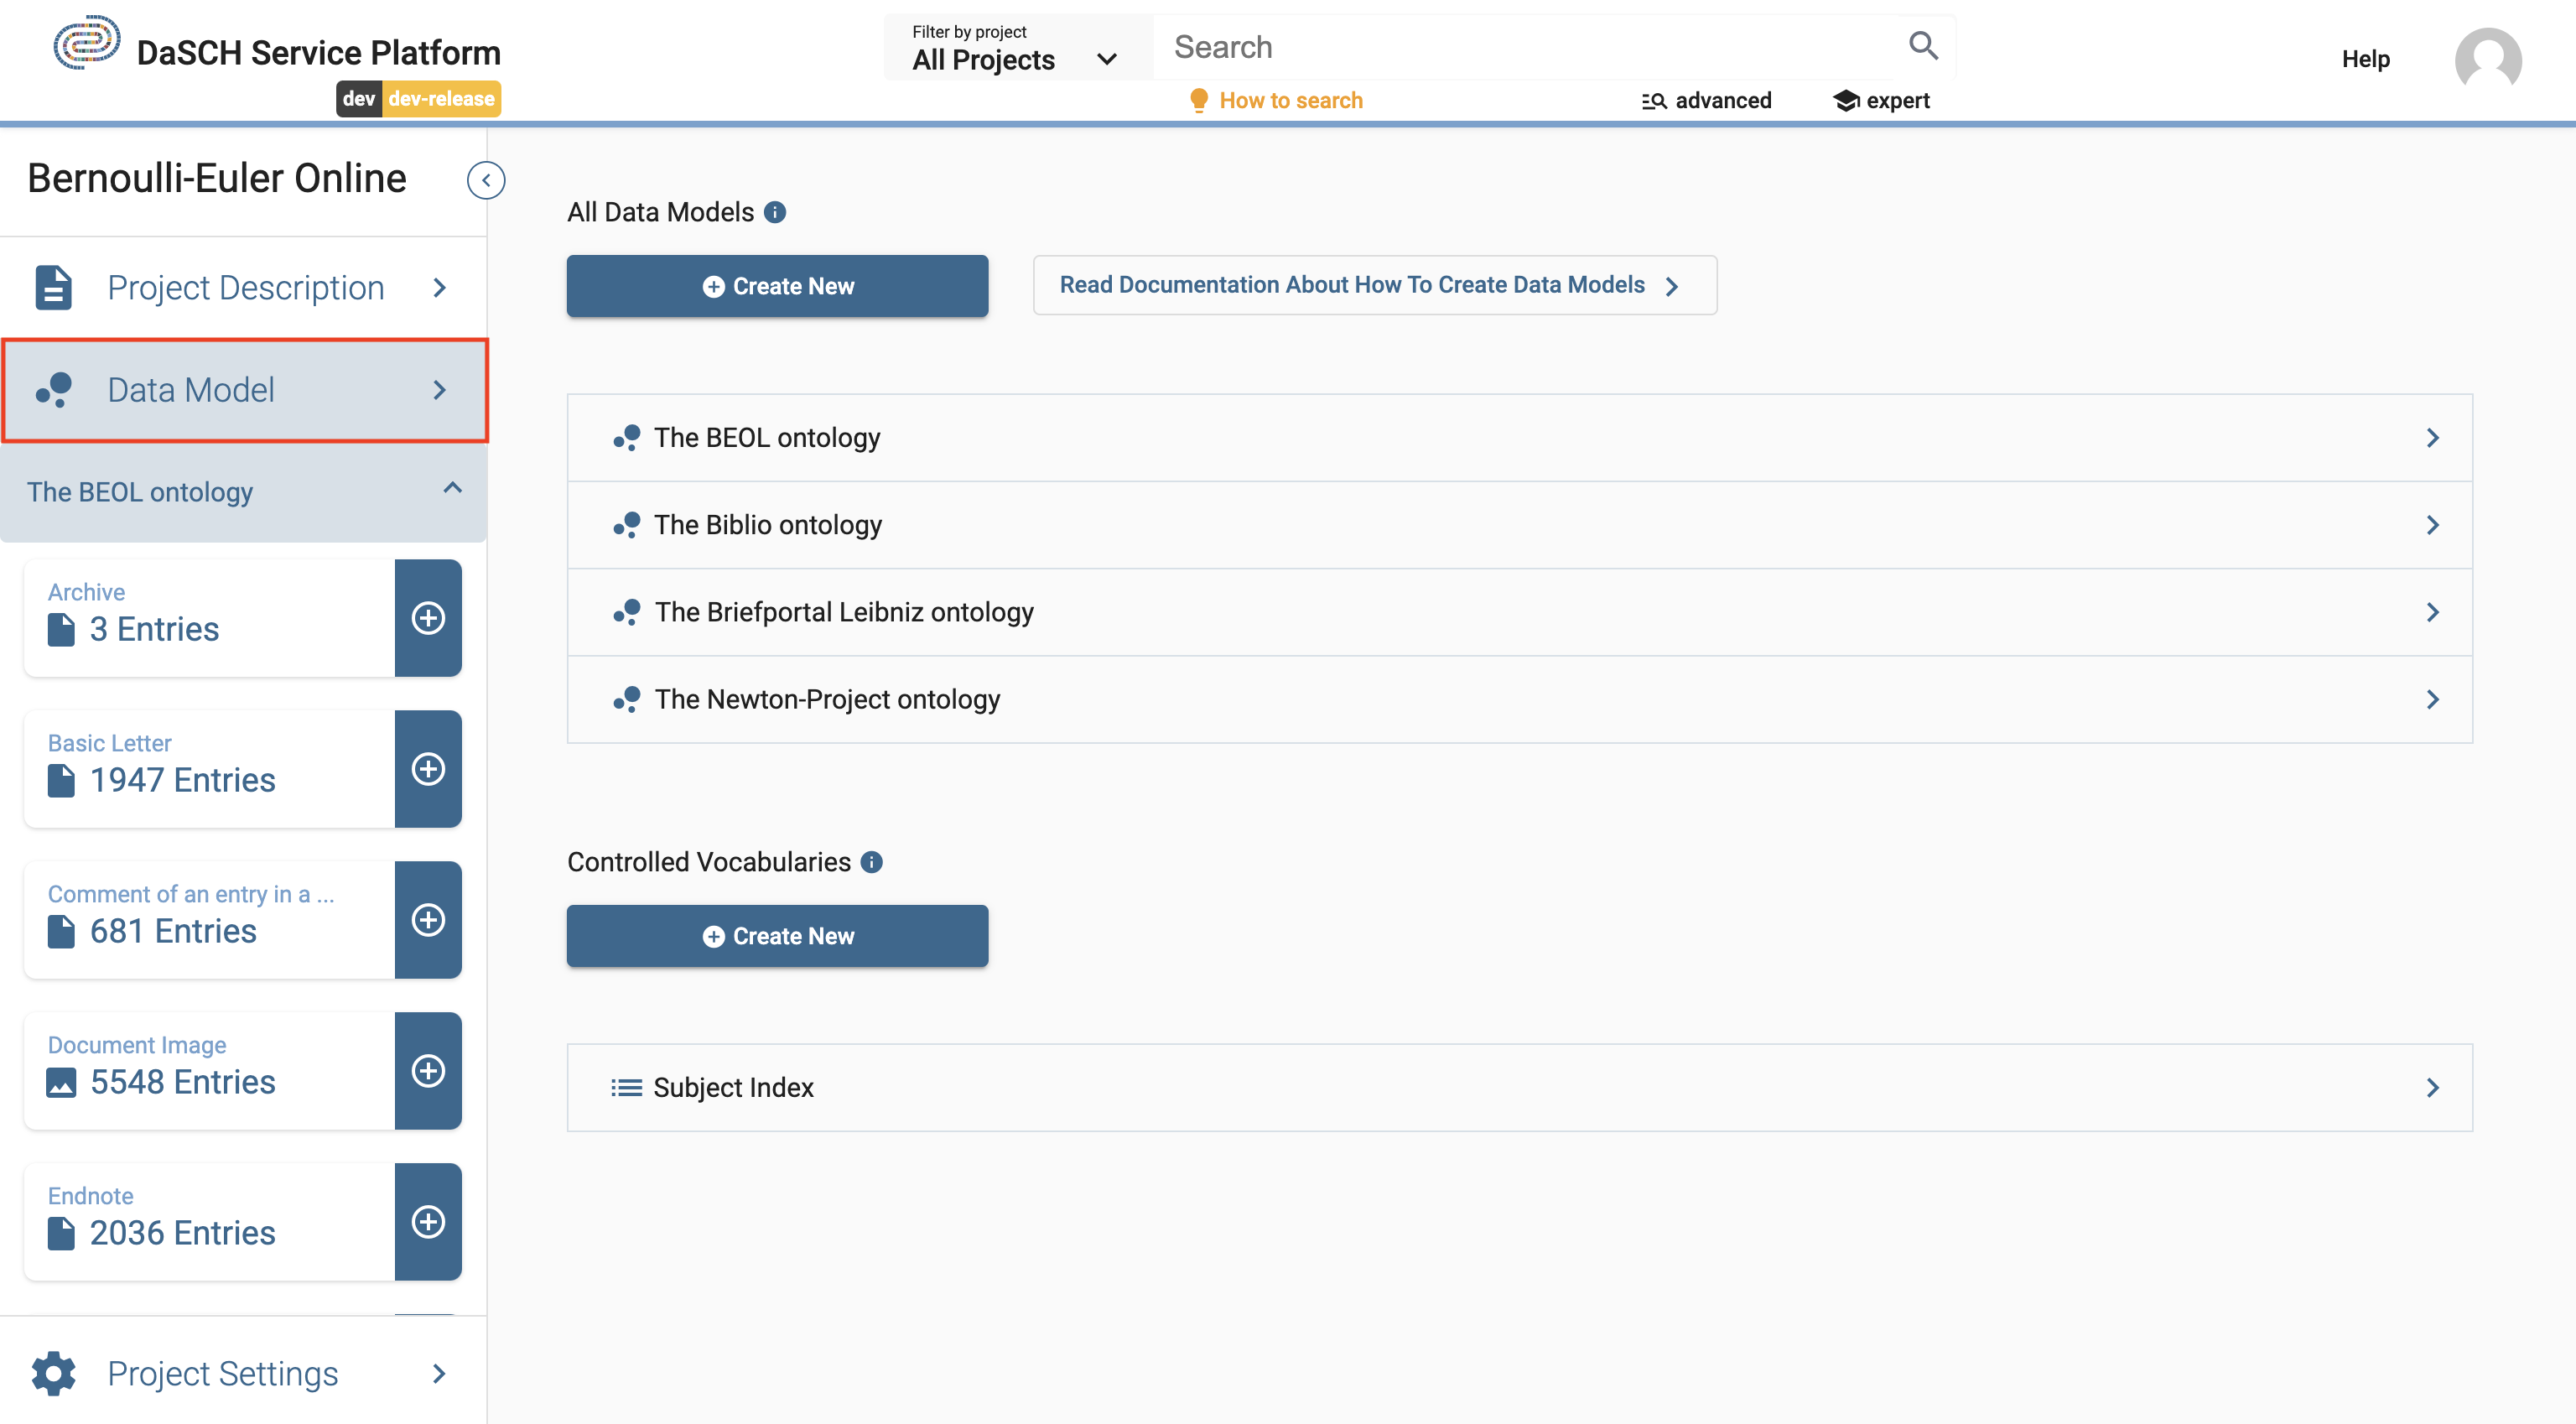 DaSCH Service Platform
dev dev-release
Filter by project
All Projects
Search
How to search
advanced
expert
Help
Bernoulli-Euler Online
Project Description
Data Model
The BEOL ontology
Archive
3 Entries
Basic Letter
1947 Entries
Comment of an entry in a ...
681 Entries
Document Image
5548 Entries
Endnote
2036 Entries
Project Settings
All Data Models
Create New
Read Documentation About How To Create Data Models
The BEOL ontology
The Biblio ontology
The Briefportal Leibniz ontology
The Newton-Project ontology
Controlled Vocabularies
Create New
Subject Index